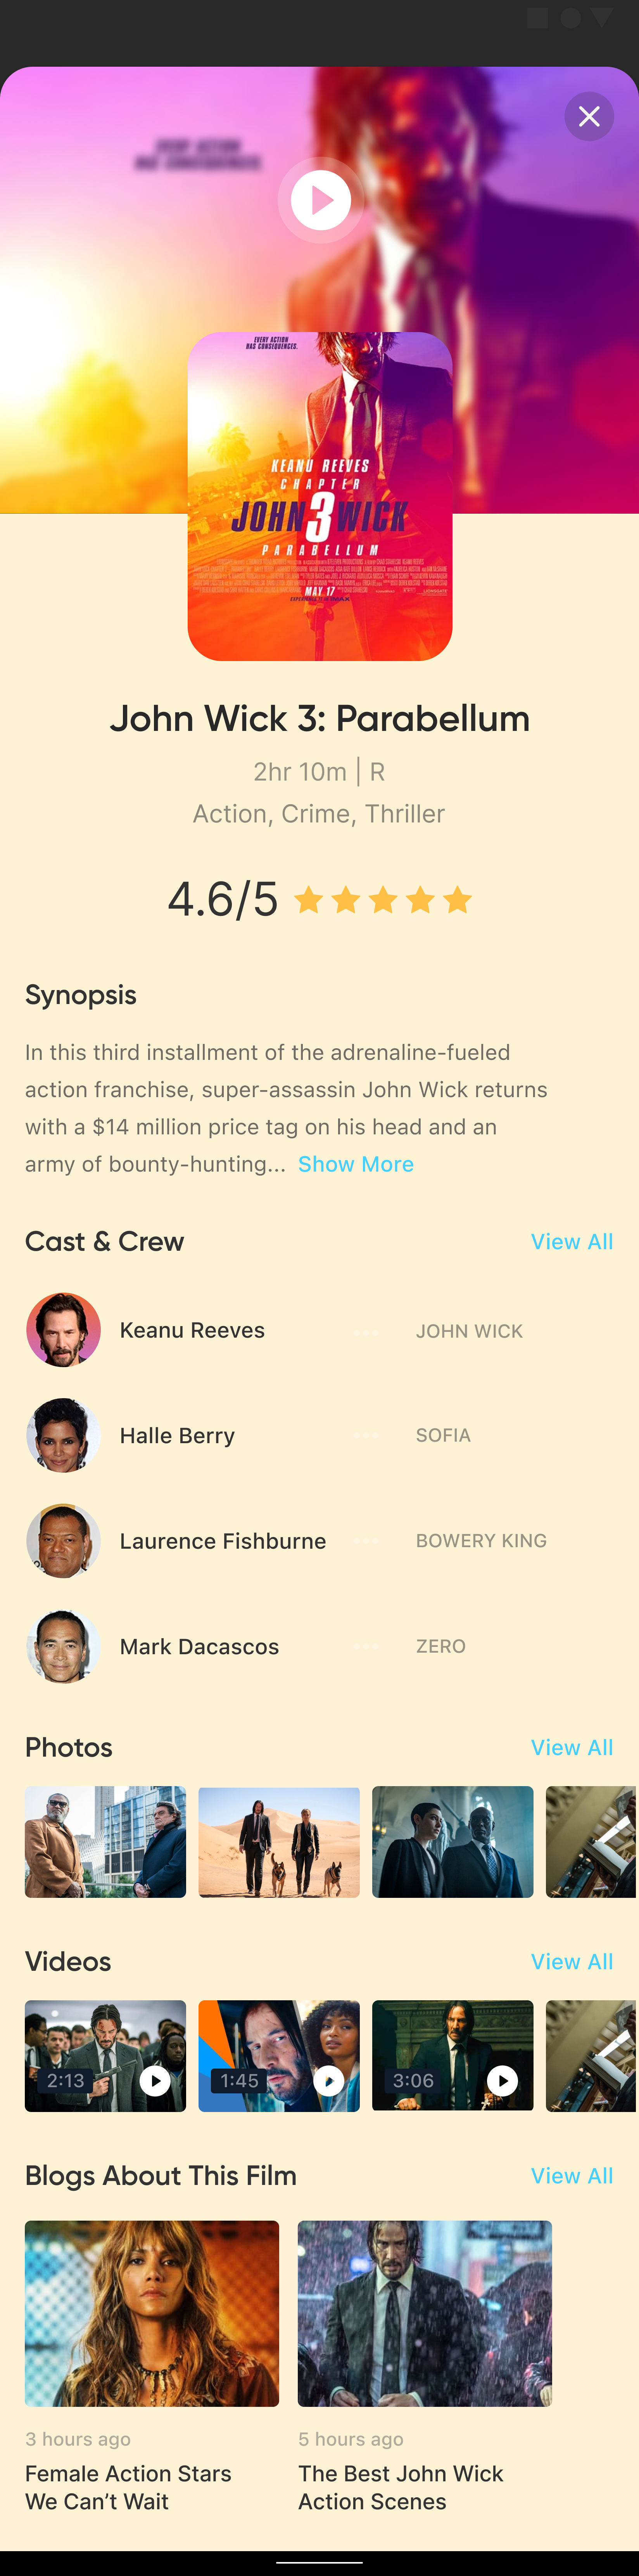 EVERY ACTION
HAS CONSEQUENCES
EVERY ACTION
HAS CONSEQUENCES.
KEANU REEVES
CHAPTER
JOHN 3 WICK
PARABELLUM
MAY 17
John Wick 3: Parabellum
2hr 10m | R
Action, Crime, Thriller
4.6/5
Synopsis
In this third installment of the adrenaline-fueled
action franchise, super-assassin John Wick returns
with a $14 million price tag on his head and an
army of bounty-hunting... Show More
Cast & Crew View All
Keanu Reeves ... JOHN WICK
Halle Berry ... SOFIA
Laurence Fishburne ... BOWERY KING
Mark Dacascos ... ZERO
Photos View All
Videos View All
2:13 1:45 3:06
Blogs About This Film View All
3 hours ago 5 hours ago
Female Action Stars The Best John Wick
We Can’t Wait Action Scenes